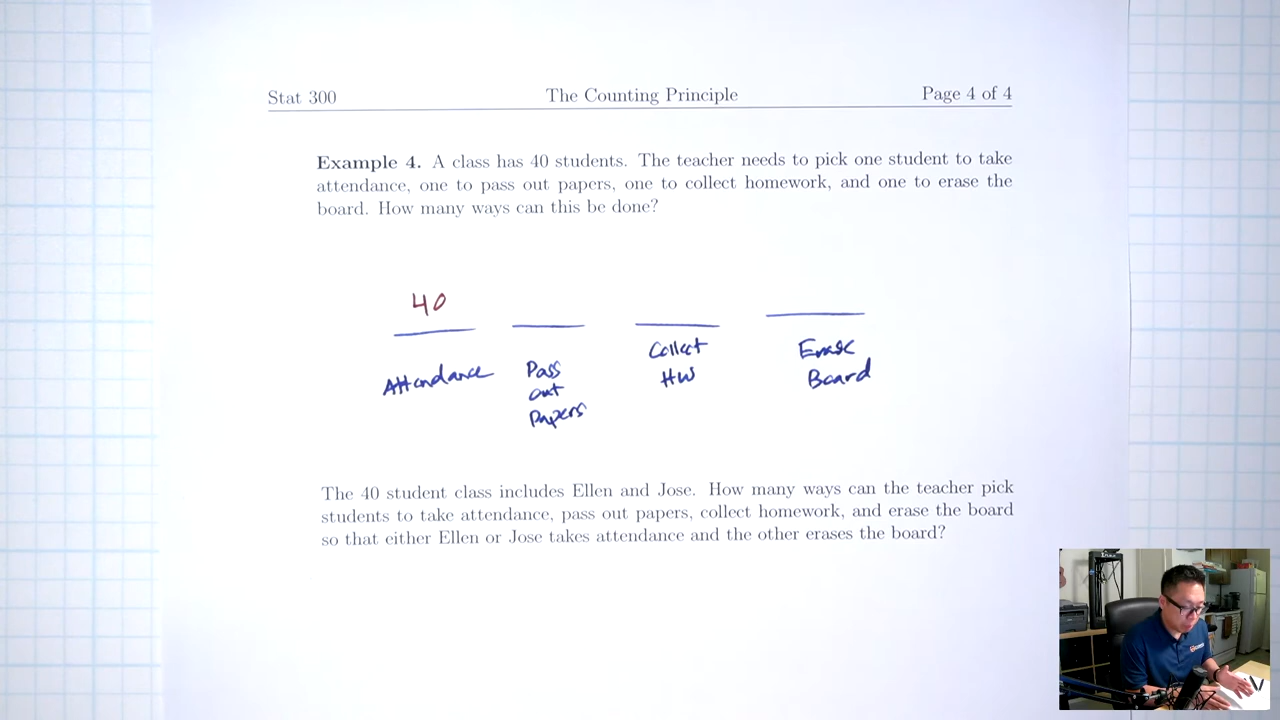 Stat 300
The Counting Principle
Page 4 of 4
Example 4. A class has 40 students. The teacher needs to pick one student to take
attendance, one to pass out papers, one to collect homework, and one to erase the
board. How many ways can this be done?
40
Attendance
Pass
out
Papers
Collect
HW
Erase
Board
The 40 student class includes Ellen and Jose. How many ways can the teacher pick
students to take attendance, pass out papers, collect homework, and erase the board
so that either Ellen or Jose takes attendance and the other erases the board?